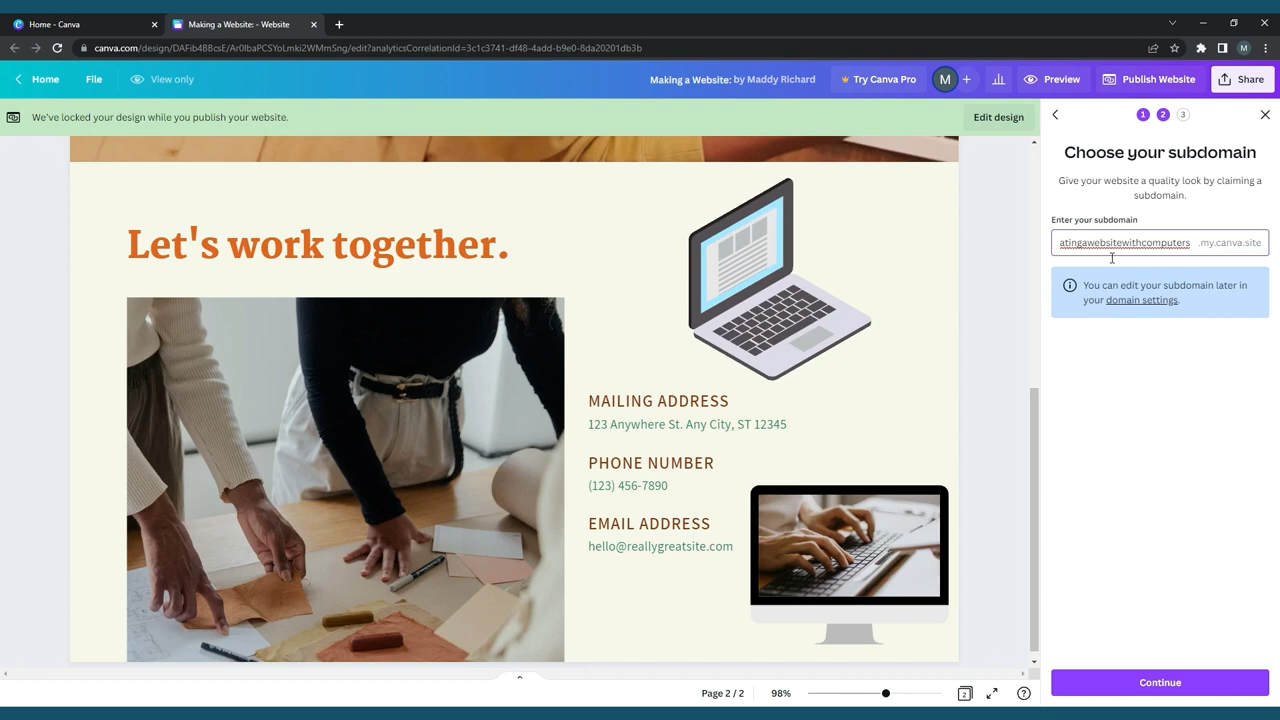 Home - Canva
Making a Website: - Website
canva.com/design/DAFib4BBcsE/Ar0IbaPCSYoLmki2WMmSng/edit?analyticsCorrelationId=3c1c3741-df48-4add-b9e0-8da20201db3b
M
Home
File
View only
Making a Website: by Maddy Richard
Try Canva Pro
M
Preview
Publish Website
Share
We've locked your design while you publish your website.
Edit design
1
2
3
Choose your subdomain
Give your website a quality look by claiming a
subdomain.
Enter your subdomain
atingawebsitewithcomputers .my.canva.site
You can edit your subdomain later in
your domain settings.
Let's work together.
MAILING ADDRESS
123 Anywhere St. Any City, ST 12345
PHONE NUMBER
(123) 456-7890
EMAIL ADDRESS
hello@reallygreatsite.com
Continue
Page 2 / 2
98%
2